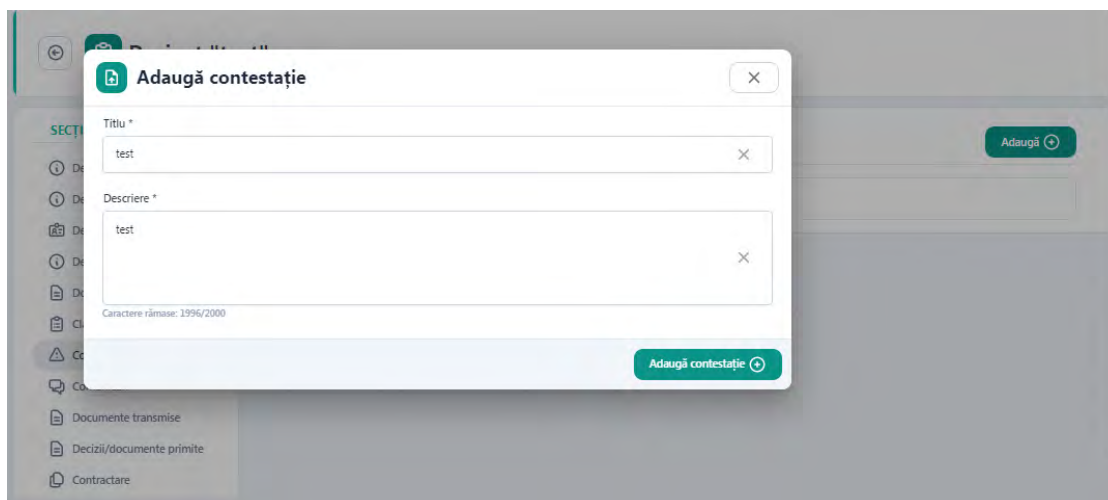 Adaugă contestație
SECȚI
Titlu *
test
Adaugă
Descriere *
test
Caractere rămase: 1996/2000
Adaugă contestație
Documente transmise
Decizii/documente primite
Contractare